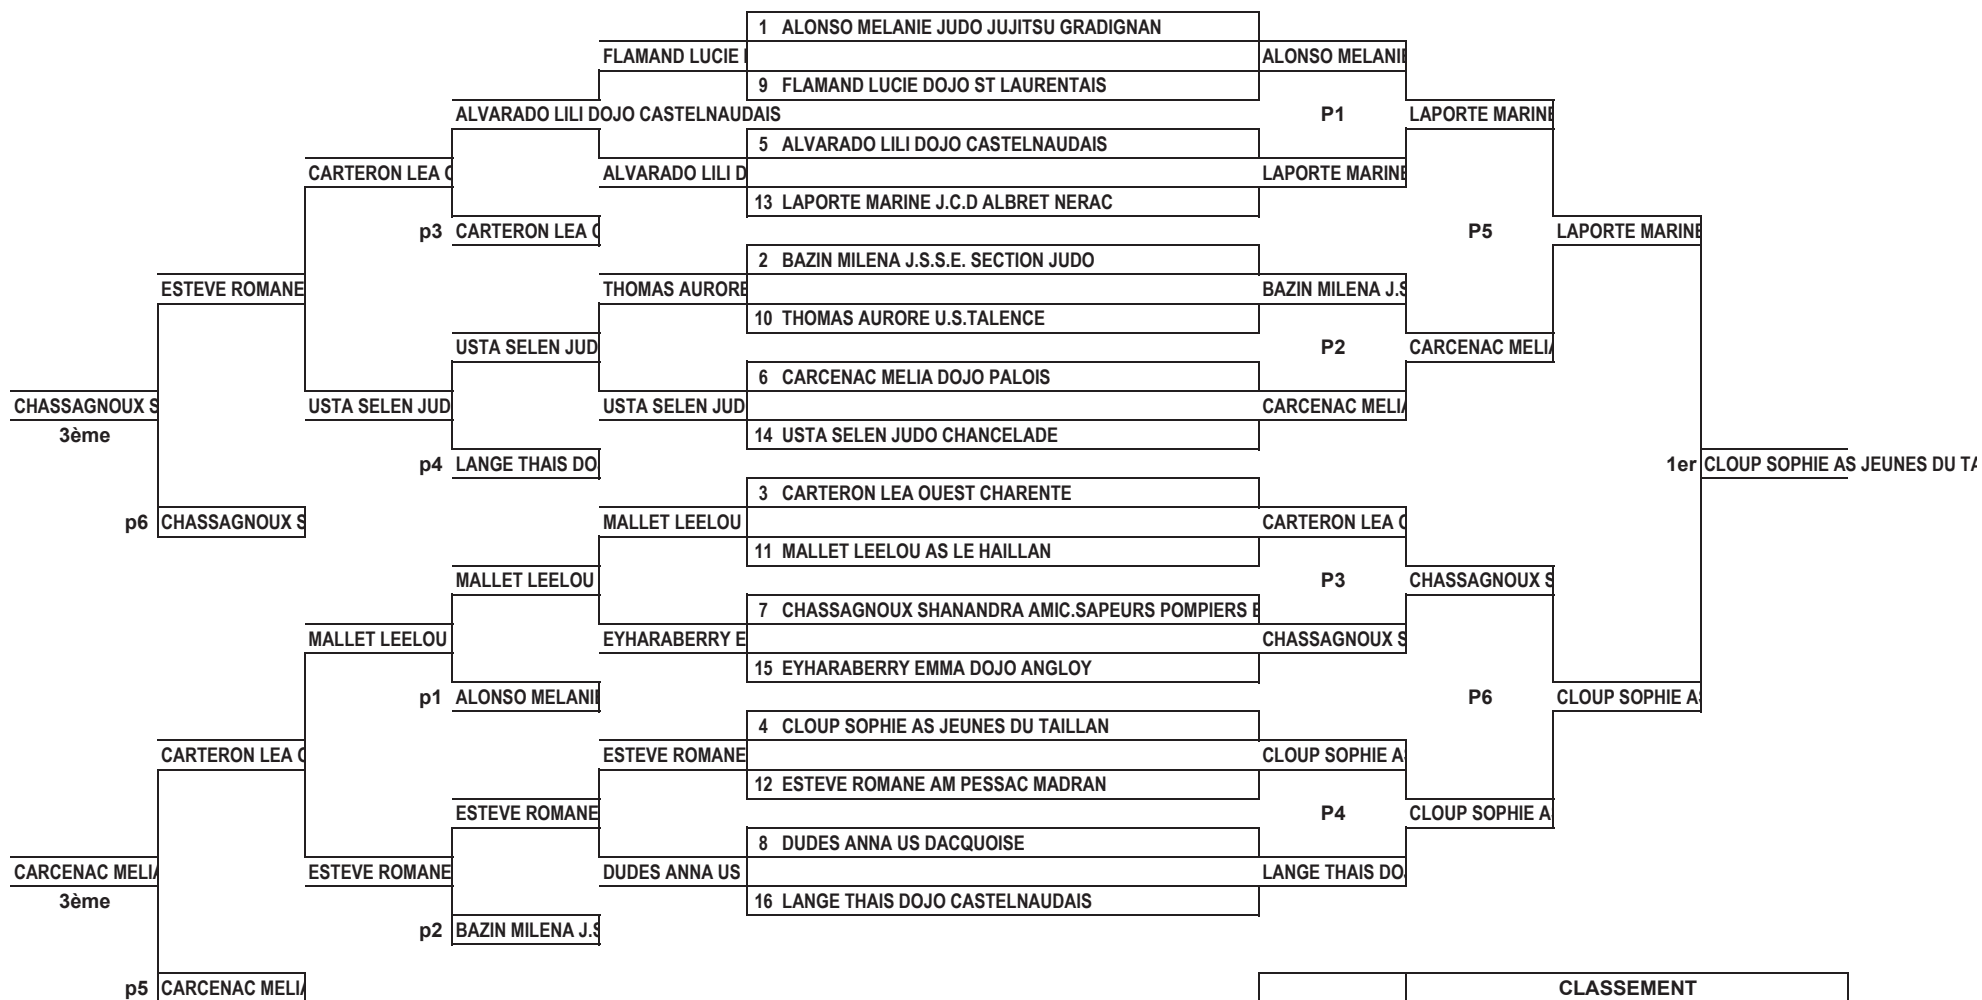 1 ALONSO MELANIE JUDO JUJITSU GRADIGNAN
FLAMAND LUCIE ALONSO MELANIE
9 FLAMAND LUCIE DOJO ST LAURENTAIS
ALVARADO LILI DOJO CASTELNAUDAIS P1 LAPORTE MARINE
5 ALVARADO LILI DOJO CASTELNAUDAIS
CARTERON LEA ALVARADO LILI D LAPORTE MARINE
13 LAPORTE MARINE J.C.D ALBRET NERAC
p3 CARTERON LEA P5 LAPORTE MARINE
2 BAZIN MILENA J.S.S.E. SECTION JUDO
ESTEVE ROMANE THOMAS AURORE BAZIN MILENA J.S
10 THOMAS AURORE U.S.TALENCE
USTA SELEN JUD P2 CARCENAC MELIA
6 CARCENAC MELIA DOJO PALOIS
CHASSAGNOUX S USTA SELEN JUD USTA SELEN JUD CARCENAC MELIA
3ème 14 USTA SELEN JUDO CHANCELADE
p4 LANGE THAIS DO 1er CLOUP SOPHIE AS JEUNES DU TA
3 CARTERON LEA OUEST CHARENTE
p6 CHASSAGNOUX S MALLET LEELOU CARTERON LEA
11 MALLET LEELOU AS LE HAILLAN
MALLET LEELOU P3 CHASSAGNOUX S
7 CHASSAGNOUX SHANANDRA AMIC.SAPEURS POMPIERS
MALLET LEELOU EYHARABERRY E CHASSAGNOUX S
15 EYHARABERRY EMMA DOJO ANGLOY
p1 ALONSO MELANI P6 CLOUP SOPHIE A
4 CLOUP SOPHIE AS JEUNES DU TAILLAN
CARTERON LEA ESTEVE ROMANE CLOUP SOPHIE A
12 ESTEVE ROMANE AM PESSAC MADRAN
ESTEVE ROMANE P4 CLOUP SOPHIE A
8 DUDES ANNA US DACQUOISE
CARCENAC MELIA ESTEVE ROMANE DUDES ANNA US LANGE THAIS DO
3ème 16 LANGE THAIS DOJO CASTELNAUDAIS
p2 BAZIN MILENA J.S
p5 CARCENAC MELIA CLASSEMENT